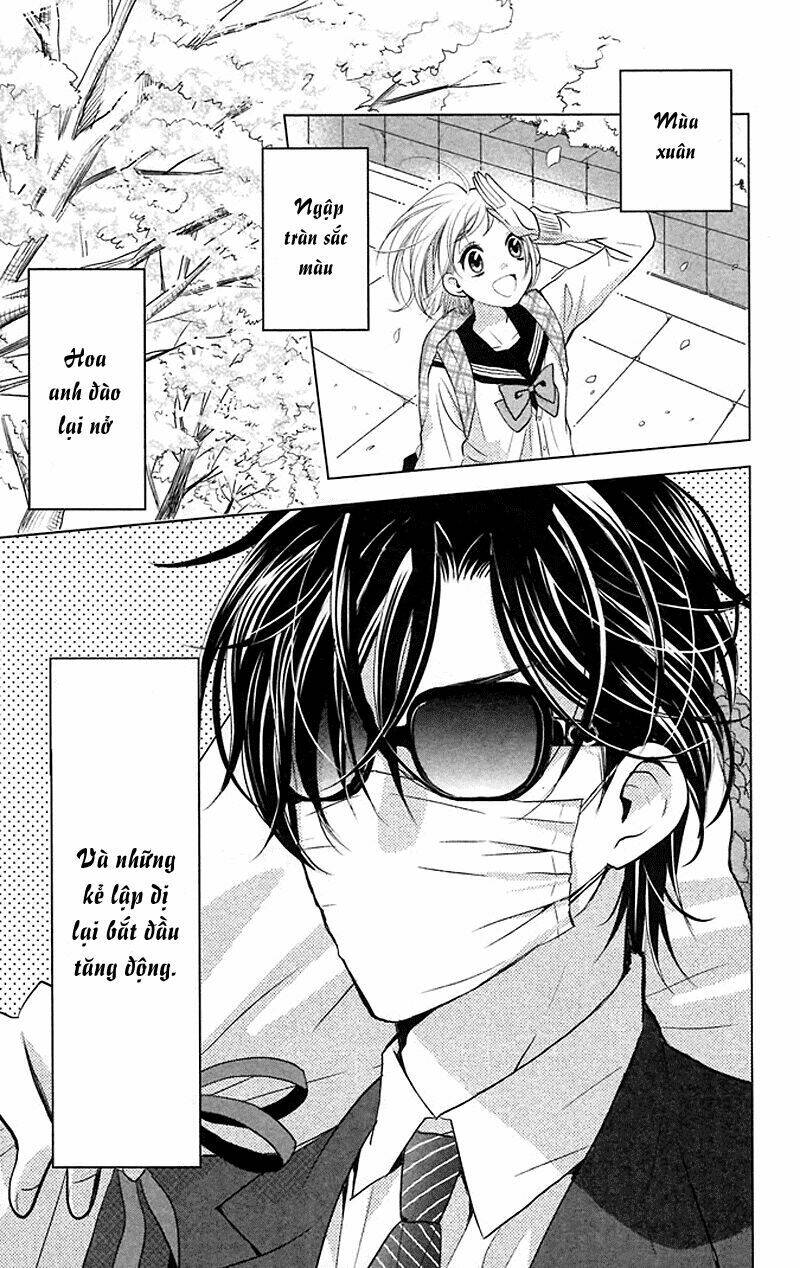 Mùa
xuân
Ngập
tràn sắc
màu
Hoa
anh đào
lại nở
Và những
kẻ lập dị
lại bắt đầu
tăng động.